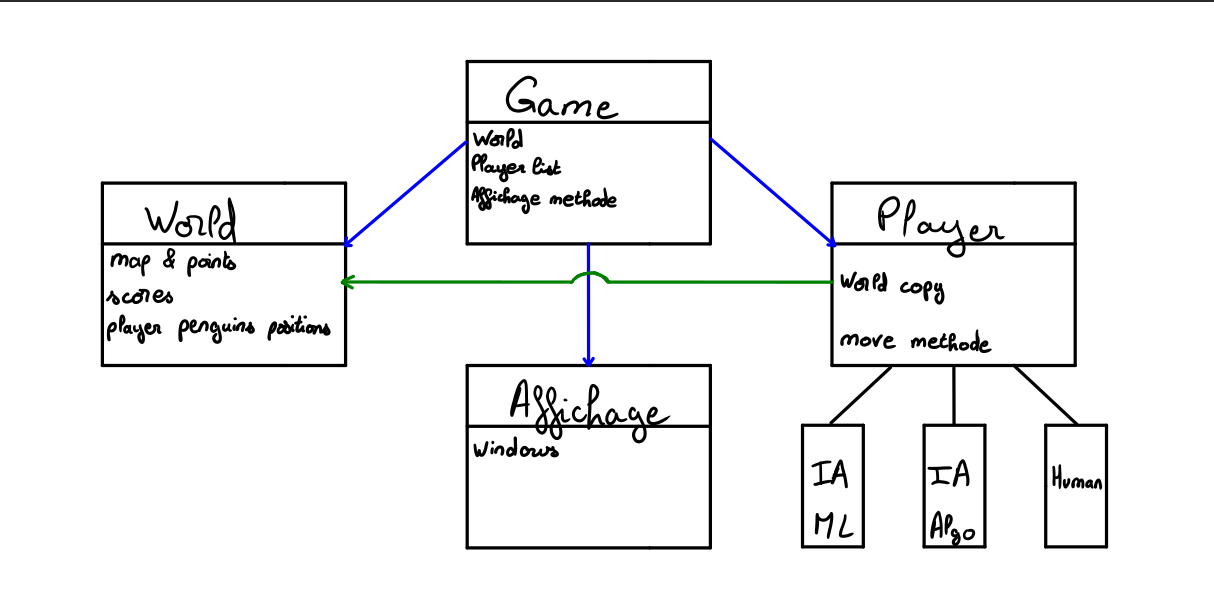 Game
World
Player list
Affichage methode
World
map & points
scores
player penguins positions
Player
World copy
move methode
Affichage
Windows
IA
ML
IA
Algo
Human